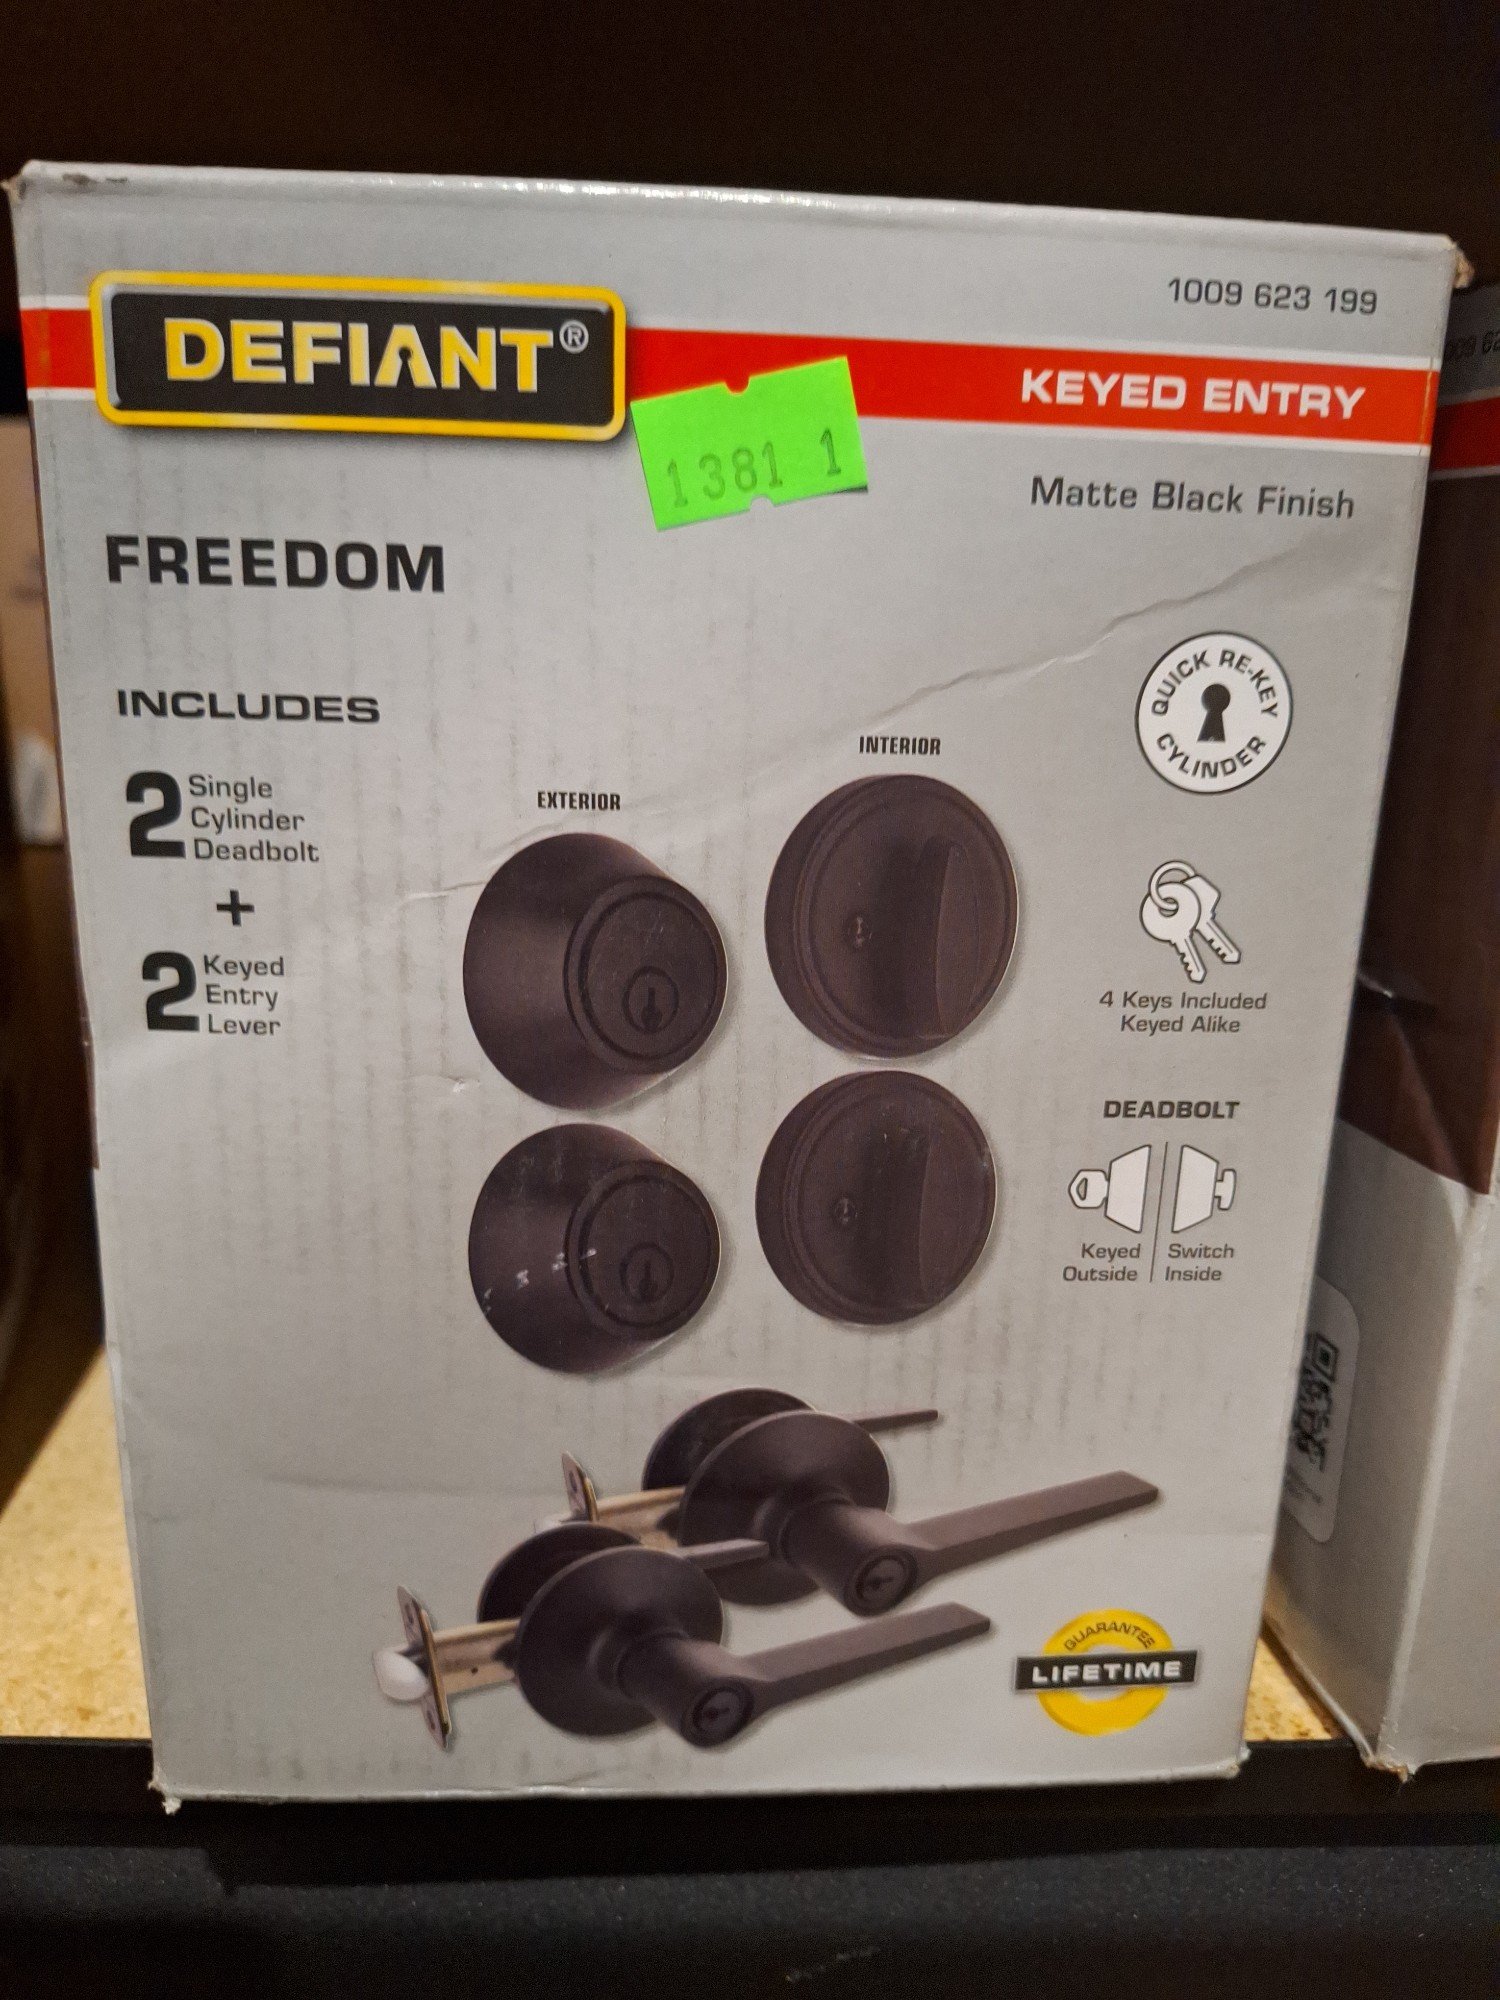 1009 623 199
DEFIANT®
KEYED ENTRY
1381 1
Matte Black Finish
FREEDOM
QUICK RE-KEY
CYLINDER
INCLUDES
2 Single
Cylinder
Deadbolt
+
2 Keyed
Entry
Lever
EXTERIOR
INTERIOR
4 Keys Included
Keyed Alike
DEADBOLT
Keyed
Outside
Switch
Inside
GUARANTEE
LIFETIME